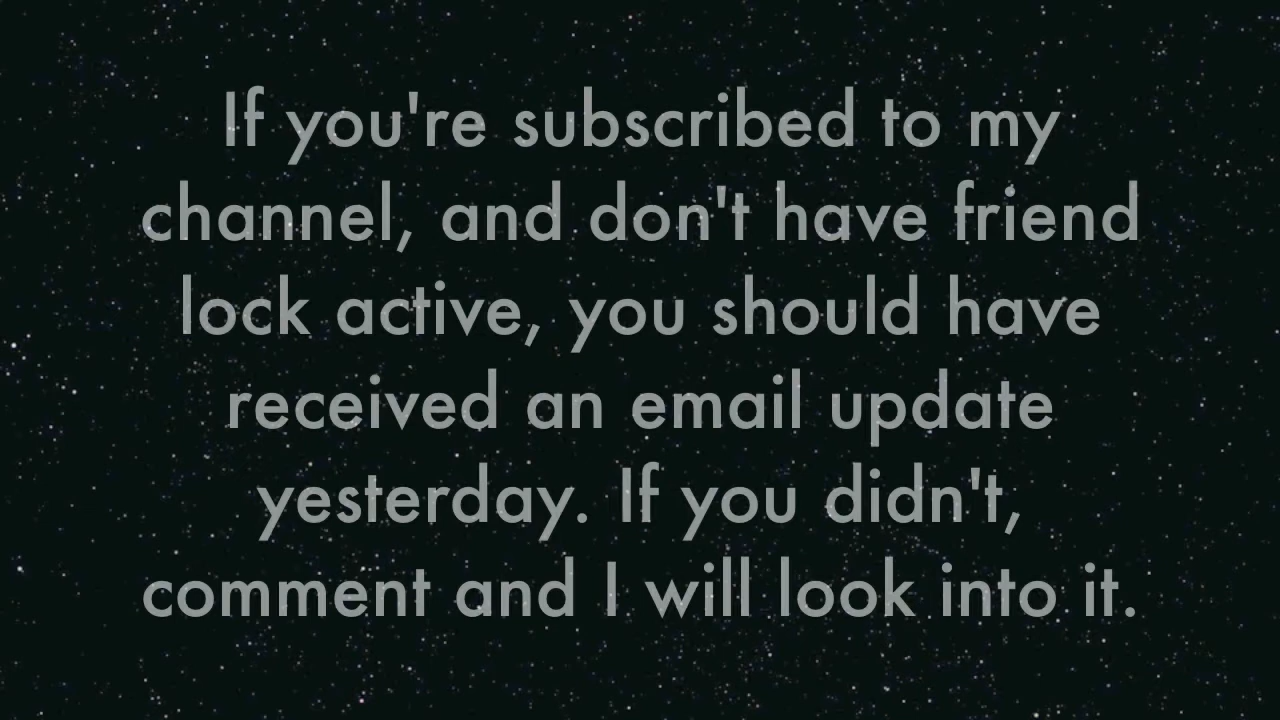 If you're subscribed to my
channel, and don't have friend
lock active, you should have
received an email update
yesterday. If you didn't,
comment and I will look into it.